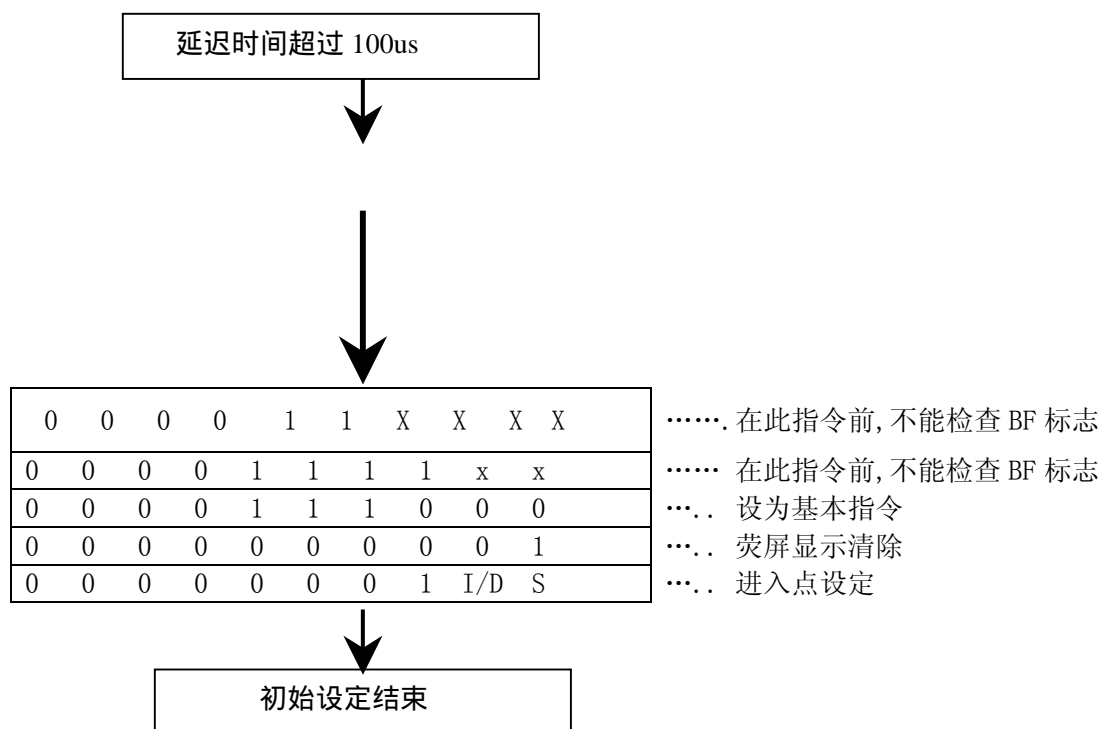 延迟时间超过 100us
0 0 0 0 1 1 X X X X ……. 在此指令前,不能检查 BF 标志
0 0 0 0 1 1 1 1 x x …… 在此指令前,不能检查 BF 标志
0 0 0 0 1 1 1 0 0 0 ….. 设为基本指令
0 0 0 0 0 0 0 0 0 1 ….. 荧屏显示清除
0 0 0 0 0 0 0 1 I/D S ….. 进入点设定
初始设定结束